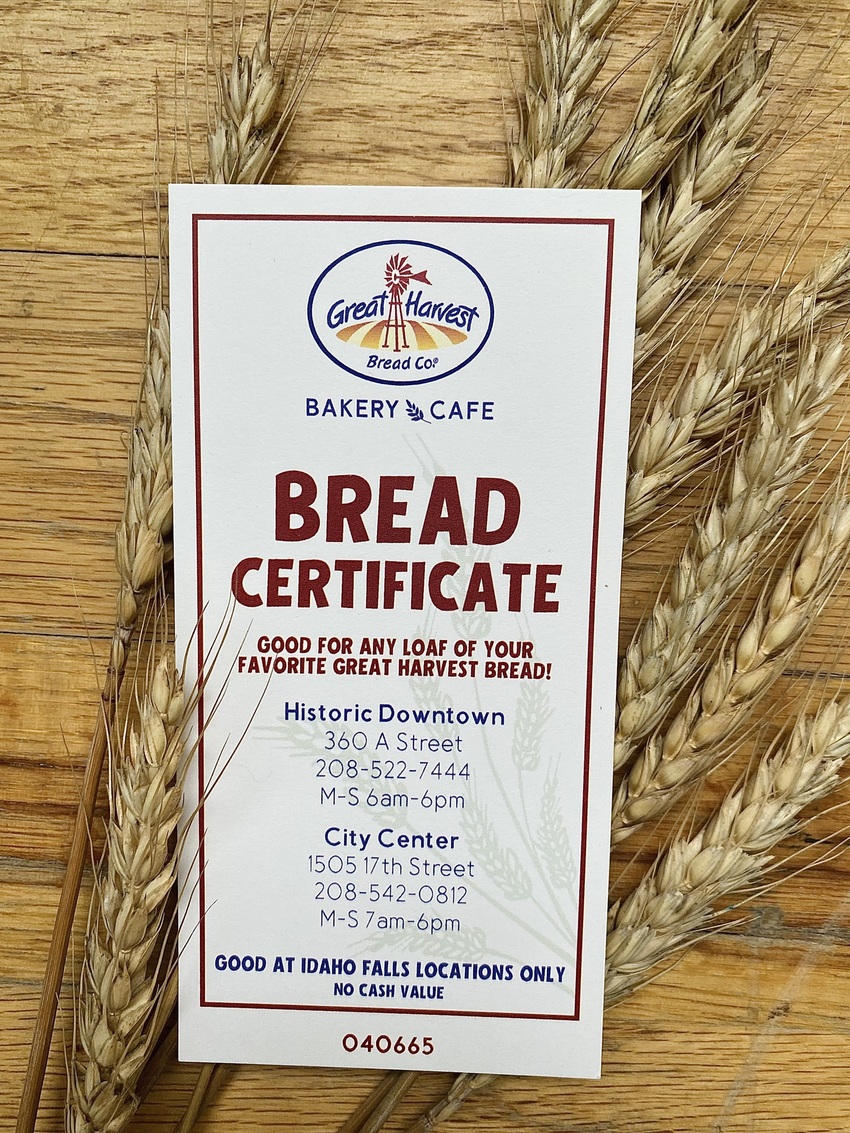 Great Harvest
Bread Co.®
BAKERY CAFE
BREAD
CERTIFICATE
GOOD FOR ANY LOAF OF YOUR
FAVORITE GREAT HARVEST BREAD!
Historic Downtown
360 A Street
208-522-7444
M-S 6am-6pm
City Center
1505 17th Street
208-542-0812
M-S 7am-6pm
GOOD AT IDAHO FALLS LOCATIONS ONLY
NO CASH VALUE
040665